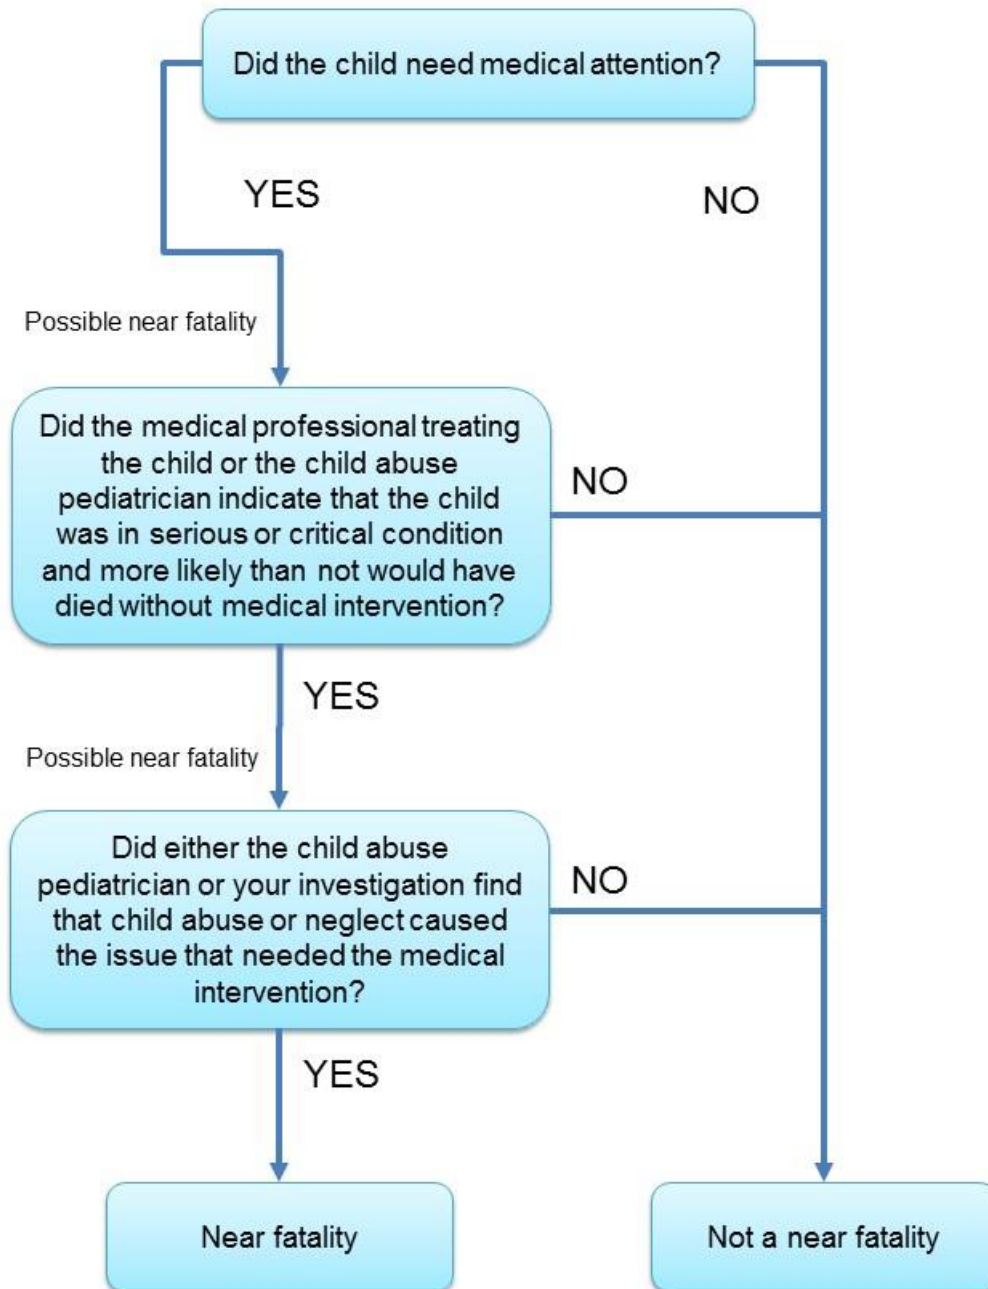 Did the child need medical attention?
YES
NO
Possible near fatality
Did the medical professional treating
the child or the child abuse
pediatrician indicate that the child
was in serious or critical condition
and more likely than not would have
died without medical intervention?
NO
YES
Possible near fatality
Did either the child abuse
pediatrician or your investigation find
that child abuse or neglect caused
the issue that needed the medical
intervention?
NO
YES
Near fatality
Not a near fatality